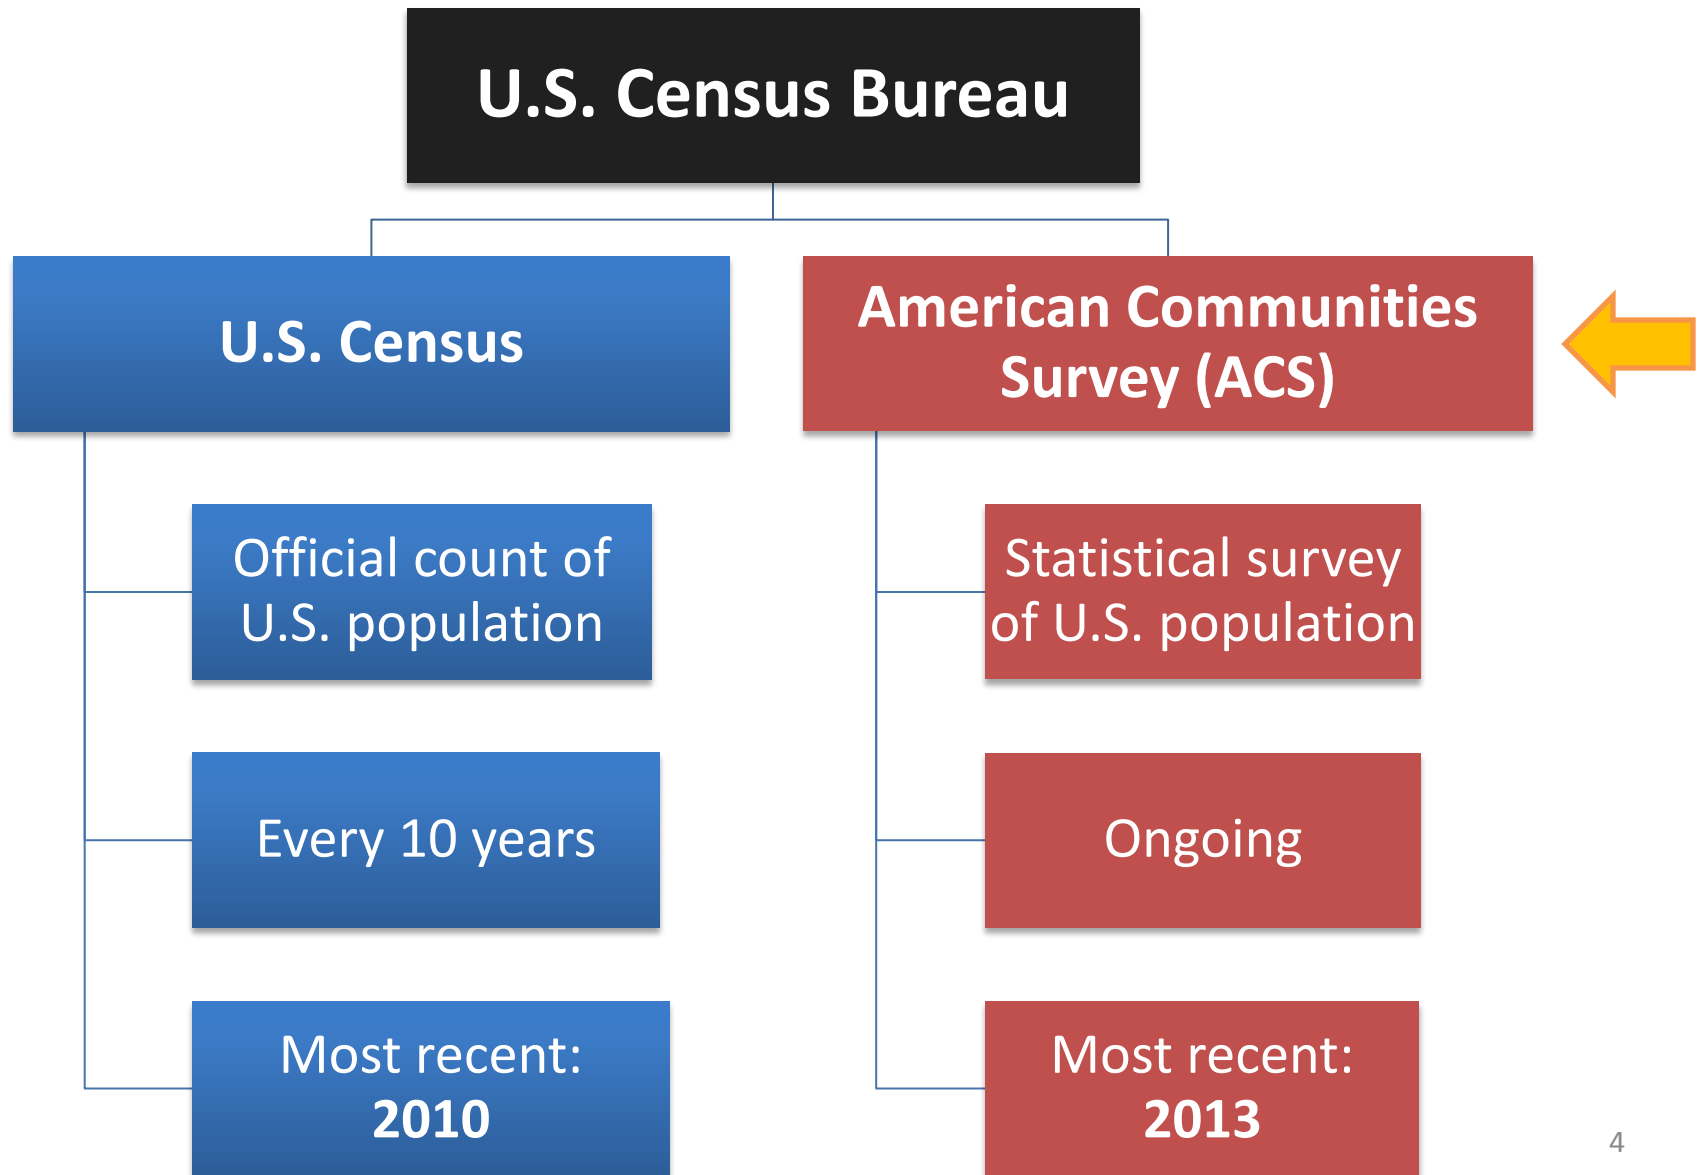 U.S. Census Bureau
U.S. Census
Official count of
U.S. population
Every 10 years
Most recent:
2010
American Communities
Survey (ACS)
Statistical survey
of U.S. population
Ongoing
Most recent:
2013
4